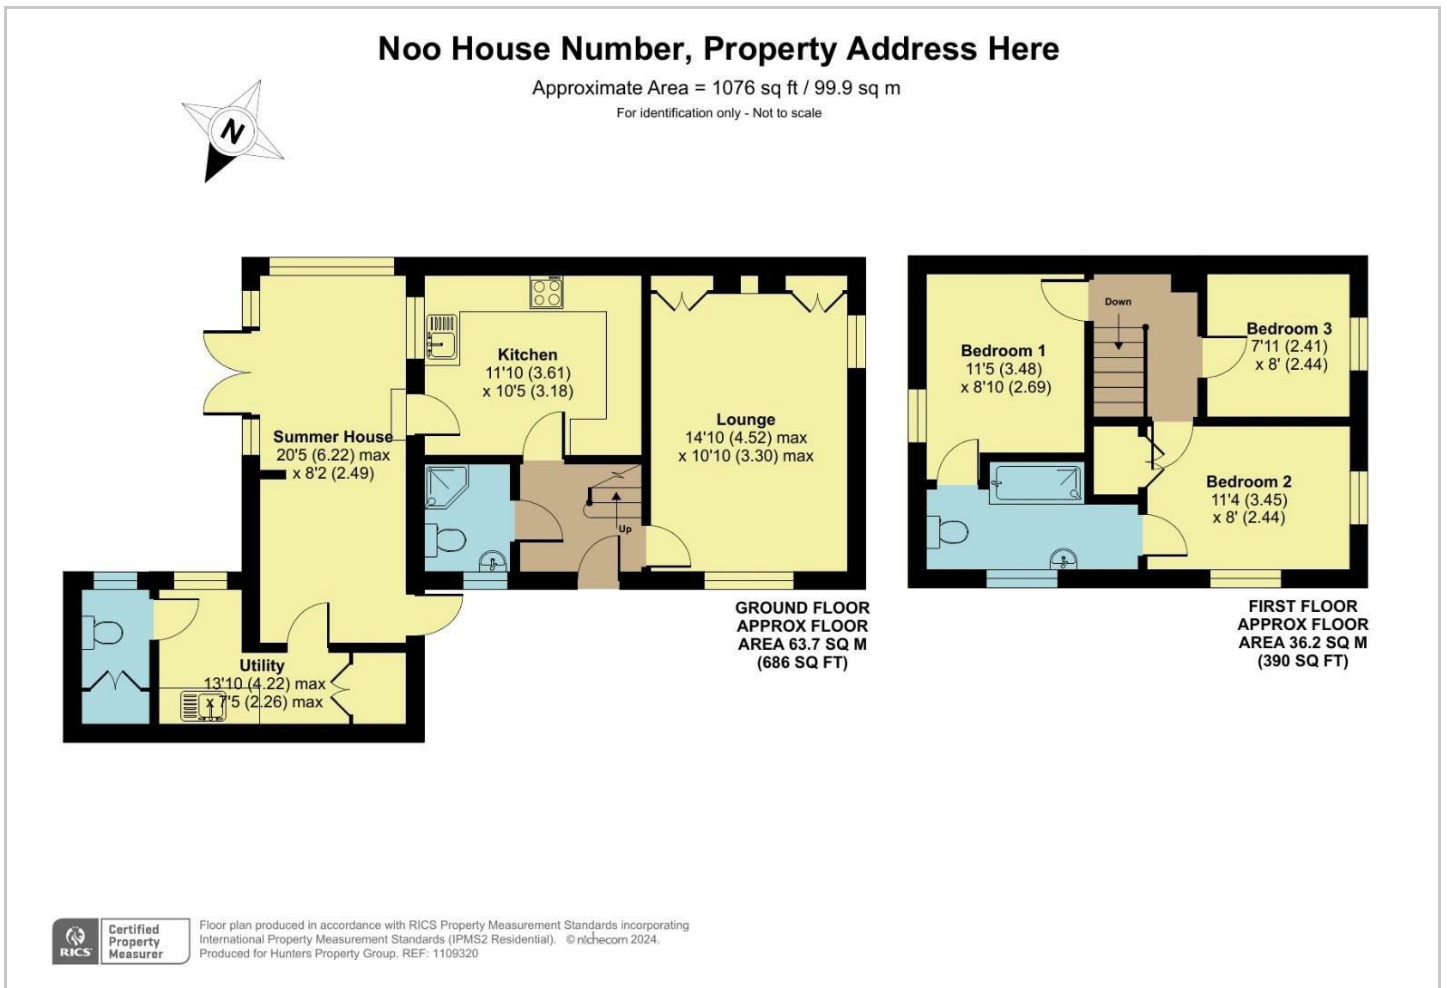 Noo House Number, Property Address Here
Approximate Area = 1076 sq ft / 99.9 sq m
For identification only - Not to scale
N
Summer House
20'5 (6.22) max
x 8'2 (2.49)
Kitchen
11'10 (3.61)
x 10'5 (3.18)
Lounge
14'10 (4.52) max
x 10'10 (3.30) max
Up
Utility
13'10 (4.22) max
x 7'5 (2.26) max
GROUND FLOOR
APPROX FLOOR
AREA 63.7 SQ M
(686 SQ FT)
Down
Bedroom 1
11'5 (3.48)
x 8'10 (2.69)
Bedroom 3
7'11 (2.41)
x 8' (2.44)
Bedroom 2
11'4 (3.45)
x 8' (2.44)
FIRST FLOOR
APPROX FLOOR
AREA 36.2 SQ M
(390 SQ FT)
RICS
Certified
Property
Measurer
Floor plan produced in accordance with RICS Property Measurement Standards incorporating
International Property Measurement Standards (IPMS2 Residential). © nichecom 2024.
Produced for Hunters Property Group. REF: 1109320